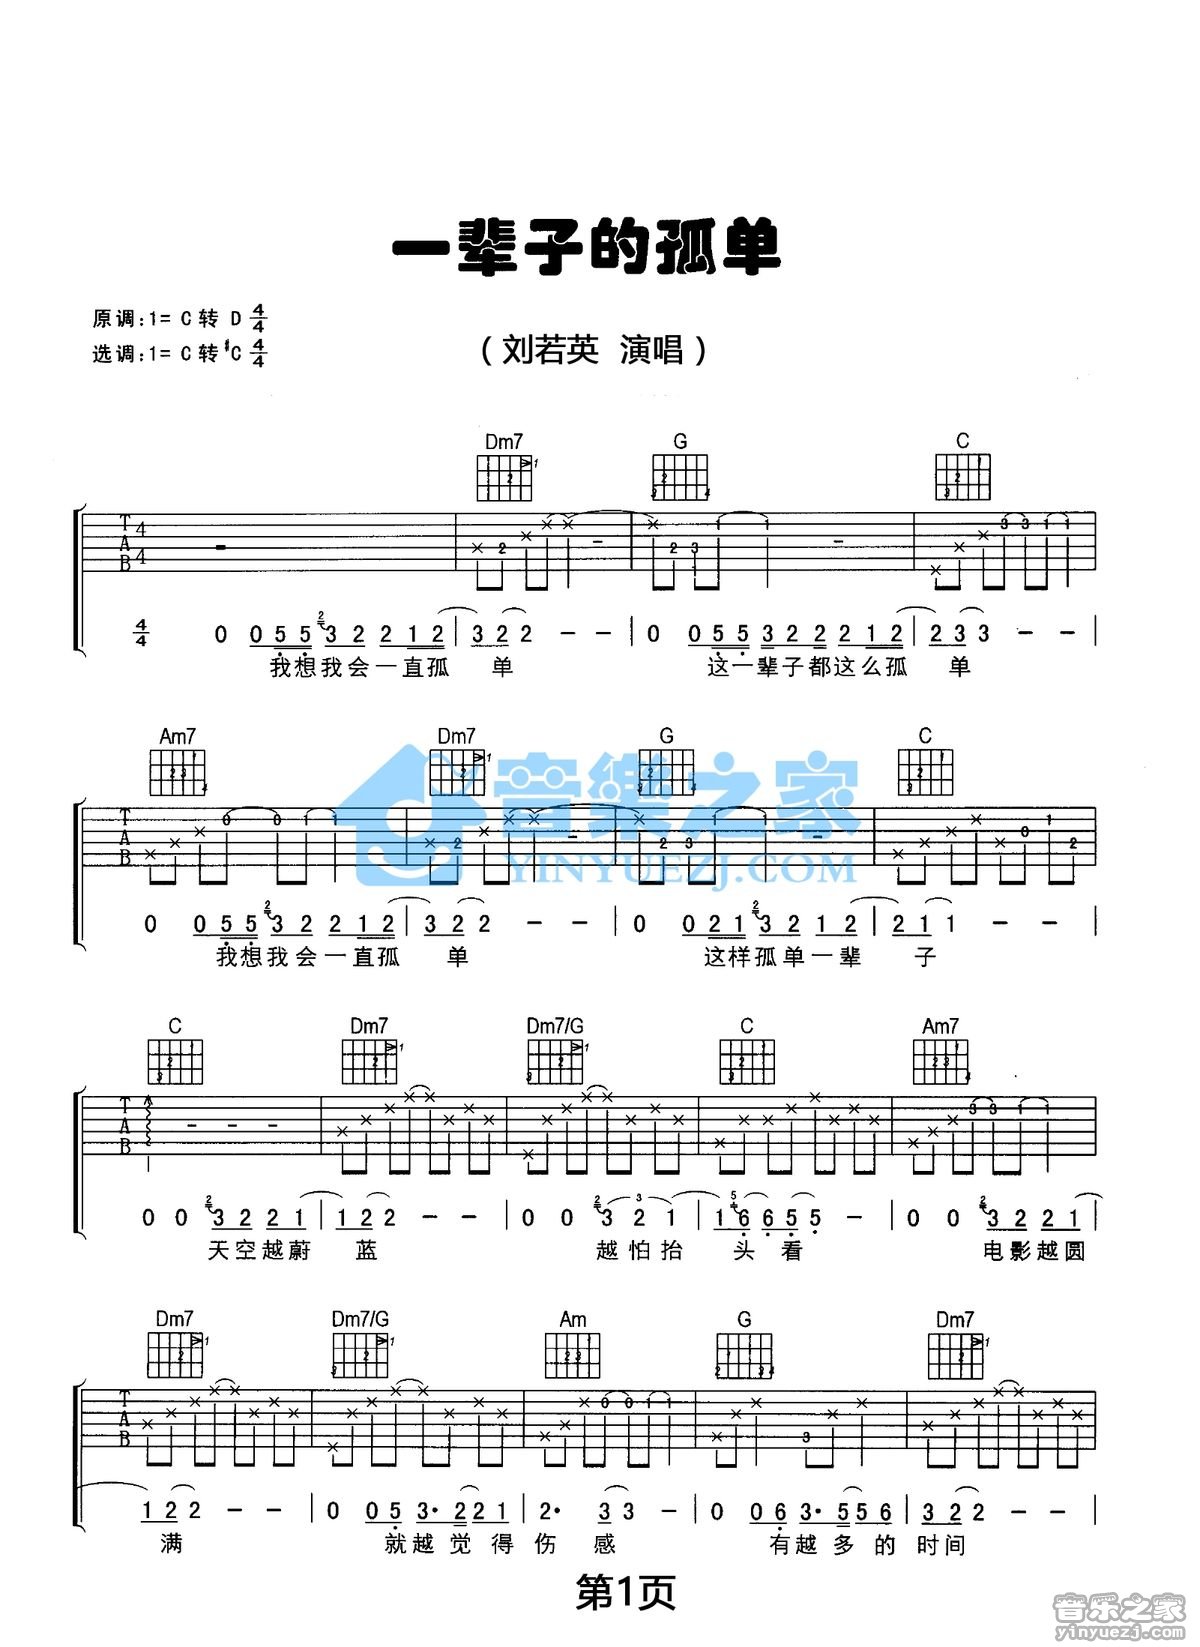 一辈子的孤单
原调:1= C转 D 4/4
选调:1= C转 #C 4/4
(刘若英 演唱)
Dm7 G C
T A B 4 4
4/4 0 0 5 5 2 3 2 2 1 2 | 3 2 2 - - | 0 0 5 5 3 2 2 2 1 2 | 2 3 3 - - |
我想我会一直孤 单 这一辈子都这么孤 单
Am7 Dm7 G C
T A B
0 0 5 5 2 3 2 2 1 2 | 3 2 2 - - | 0 0 2 1 2 3 2 1 2 | 2 1 1 - - |
我想我会一直孤 单 这样孤单一辈 子
音樂之家
YINYUEZJ.COM
C Dm7 Dm7/G C Am7
T A B
0 0 2 3 2 2 1 | 1 2 2 - - | 0 0 2 3 2 1 | 1 5 6 6 5 5 - | 0 0 2 3 2 2 1
天空越蔚 蓝 越怕抬 头看 电影越圆
Dm7 Dm7/G Am G Dm7
T A B
1 2 2 - - | 0 0 5 3· 2 2 1 | 2· 3 3 - | 0 0 6 3· 5 5 6 | 3 2 2 - - |
满 就越觉得伤 感 有越多的时间
第1页
音乐之家
yinyuezj.com